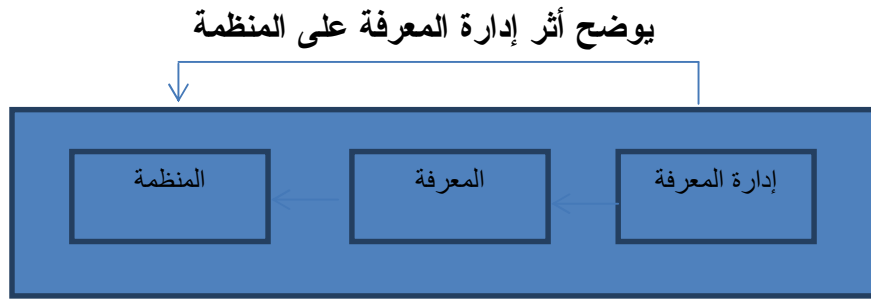 يوضح أثر إدارة المعرفة على المنظمة
إدارة المعرفة
المعرفة
المنظمة